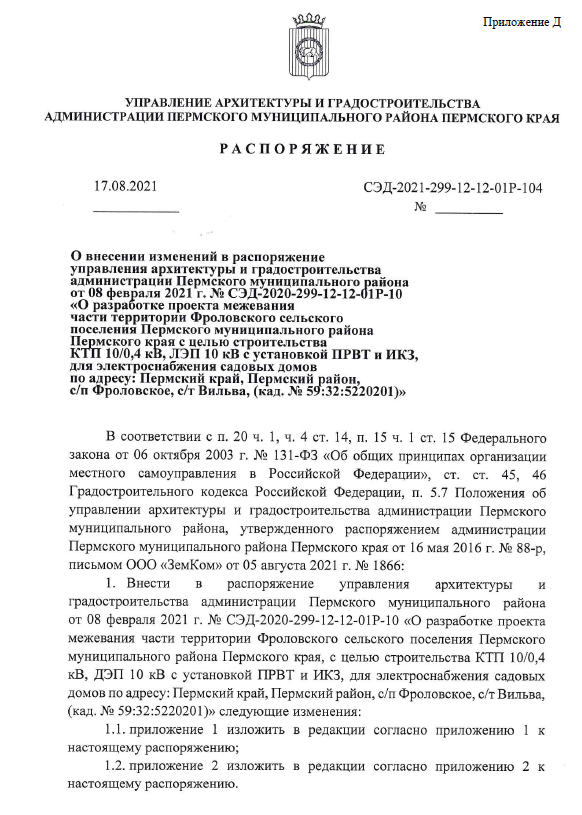 Приложение Д
УПРАВЛЕНИЕ АРХИТЕКТУРЫ И ГРАДОСТРОИТЕЛЬСТВА
АДМИНИСТРАЦИИ ПЕРМСКОГО МУНИЦИПАЛЬНОГО РАЙОНА ПЕРМСКОГО КРАЯ
Р А С П О Р Я Ж Е Н И Е
17.08.2021 СЭД-2021-299-12-12-01Р-104
№
О внесении изменений в распоряжение
управления архитектуры и градостроительства
администрации Пермского муниципального района
от 08 февраля 2021 г. № СЭД-2020-299-12-12-01Р-10
«О разработке проекта межевания
части территории Фроловского сельского
поселения Пермского муниципального района
Пермского края с целью строительства
КТП 10/0,4 кВ, ЛЭП 10 кВ с установкой ПРВТ и ИКЗ,
для электроснабжения садовых домов
по адресу: Пермский край, Пермский район,
с/п Фроловское, с/т Вильва, (кад. № 59:32:5220201)»
В соответствии с п. 20 ч. 1, ч. 4 ст. 14, п. 15 ч. 1 ст. 15 Федерального
закона от 06 октября 2003 г. № 131-ФЗ «Об общих принципах организации
местного самоуправления в Российской Федерации», ст. ст. 45, 46
Градостроительного кодекса Российской Федерации, п. 5.7 Положения об
управлении архитектуры и градостроительства администрации Пермского
муниципального района, утвержденного распоряжением администрации
Пермского муниципального района Пермского края от 16 мая 2016 г. № 88-р,
письмом ООО «ЗемКом» от 05 августа 2021 г. № 1866:
1. Внести в распоряжение управления архитектуры и
градостроительства администрации Пермского муниципального района
от 08 февраля 2021 г. № СЭД-2020-299-12-12-01Р-10 «О разработке проекта
межевания части территории Фроловского сельского поселения Пермского
муниципального района Пермского края, с целью строительства КТП 10/0,4
кВ, ДЭП 10 кВ с установкой ПРВТ и ИКЗ, для электроснабжения садовых
домов по адресу: Пермский край, Пермский район, с/п Фроловское, с/т Вильва,
(кад. № 59:32:5220201)» следующие изменения:
1.1. приложение 1 изложить в редакции согласно приложению 1 к
настоящему распоряжению;
1.2. приложение 2 изложить в редакции согласно приложению 2 к
настоящему распоряжению.